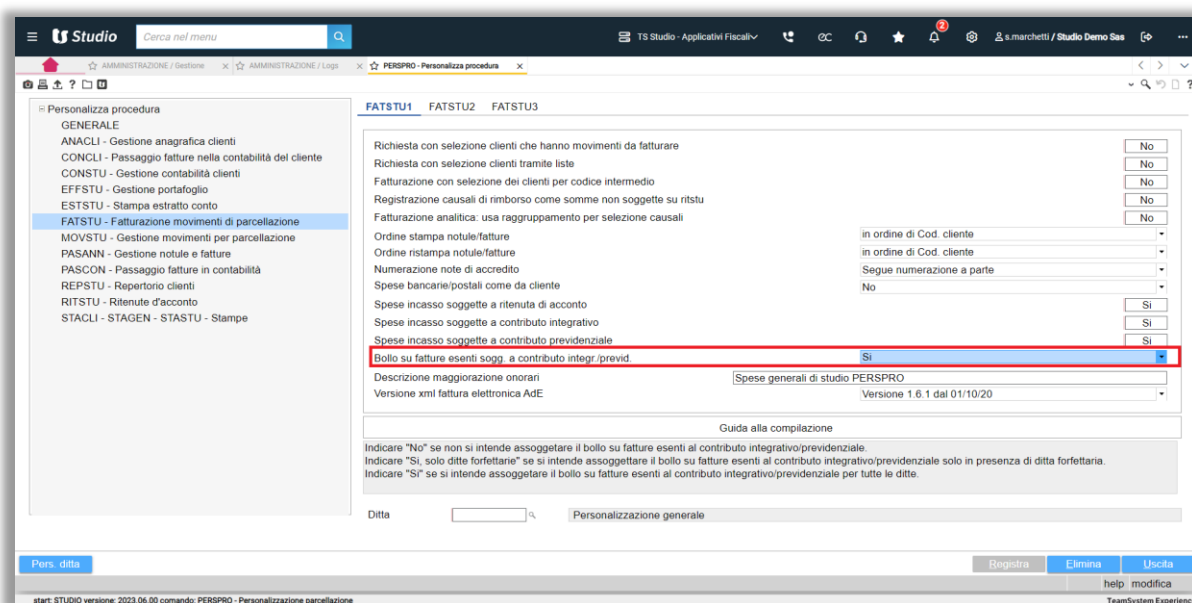 Studio Cerca nel menu TS Studio - Applicativi Fiscali 2 s.marchetti / Studio Demo Sas
AMMINISTRAZIONE / Gestione x AMMINISTRAZIONE / Logs x PERSPRO - Personalizza procedura x
Personalizza procedura
GENERALE
ANACLI - Gestione anagrafica clienti
CONCLI - Passaggio fatture nella contabilità del cliente
CONSTU - Gestione contabilità clienti
EFFSTU - Gestione portafoglio
ESTSTU - Stampa estratto conto
FATSTU - Fatturazione movimenti di parcellazione
MOVSTU - Gestione movimenti per parcellazione
PASANN - Gestione notule e fatture
PASCON - Passaggio fatture in contabilità
REPSTU - Repertorio clienti
RITSTU - Ritenute d'acconto
STACLI - STAGEN - STASTU - Stampe
FATSTU1 FATSTU2 FATSTU3
Richiesta con selezione clienti che hanno movimenti da fatturare No
Richiesta con selezione clienti tramite liste No
Fatturazione con selezione dei clienti per codice intermedio No
Registrazione causali di rimborso come somme non soggette su ritstu No
Fatturazione analitica: usa raggruppamento per selezione causali No
Ordine stampa notule/fatture in ordine di Cod. cliente
Ordine ristampa notule/fatture in ordine di Cod. cliente
Numerazione note di accredito Segue numerazione a parte
Spese bancarie/postali come da cliente No
Spese incasso soggette a ritenuta di acconto Si
Spese incasso soggette a contributo integrativo Si
Spese incasso soggette a contributo previdenziale Si
Bollo su fatture esenti sogg. a contributo integr./previd. Si
Descrizione maggiorazione onorari Spese generali di studio PERSPRO
Versione xml fattura elettronica AdE Versione 1.6.1 dal 01/10/20
Guida alla compilazione
Indicare "No" se non si intende assoggetare il bollo su fatture esenti al contributo integrativo/previdenziale.
Indicare "Si, solo ditte forfettarie" se si intende assoggettare il bollo su fatture esenti al contributo integrativo/previdenziale solo in presenza di ditta forfettaria.
Indicare "Si" se si intende assoggetare il bollo su fatture esenti al contributo integrativo/previdenziale per tutte le ditte.
Ditta Personalizzazione generale
Pers. ditta Registra Elimina Uscita
help modifica
start: STUDIO versione: 2023.06.00 comando: PERSPRO - Personalizzazione parcellazione TeamSystem Experienc